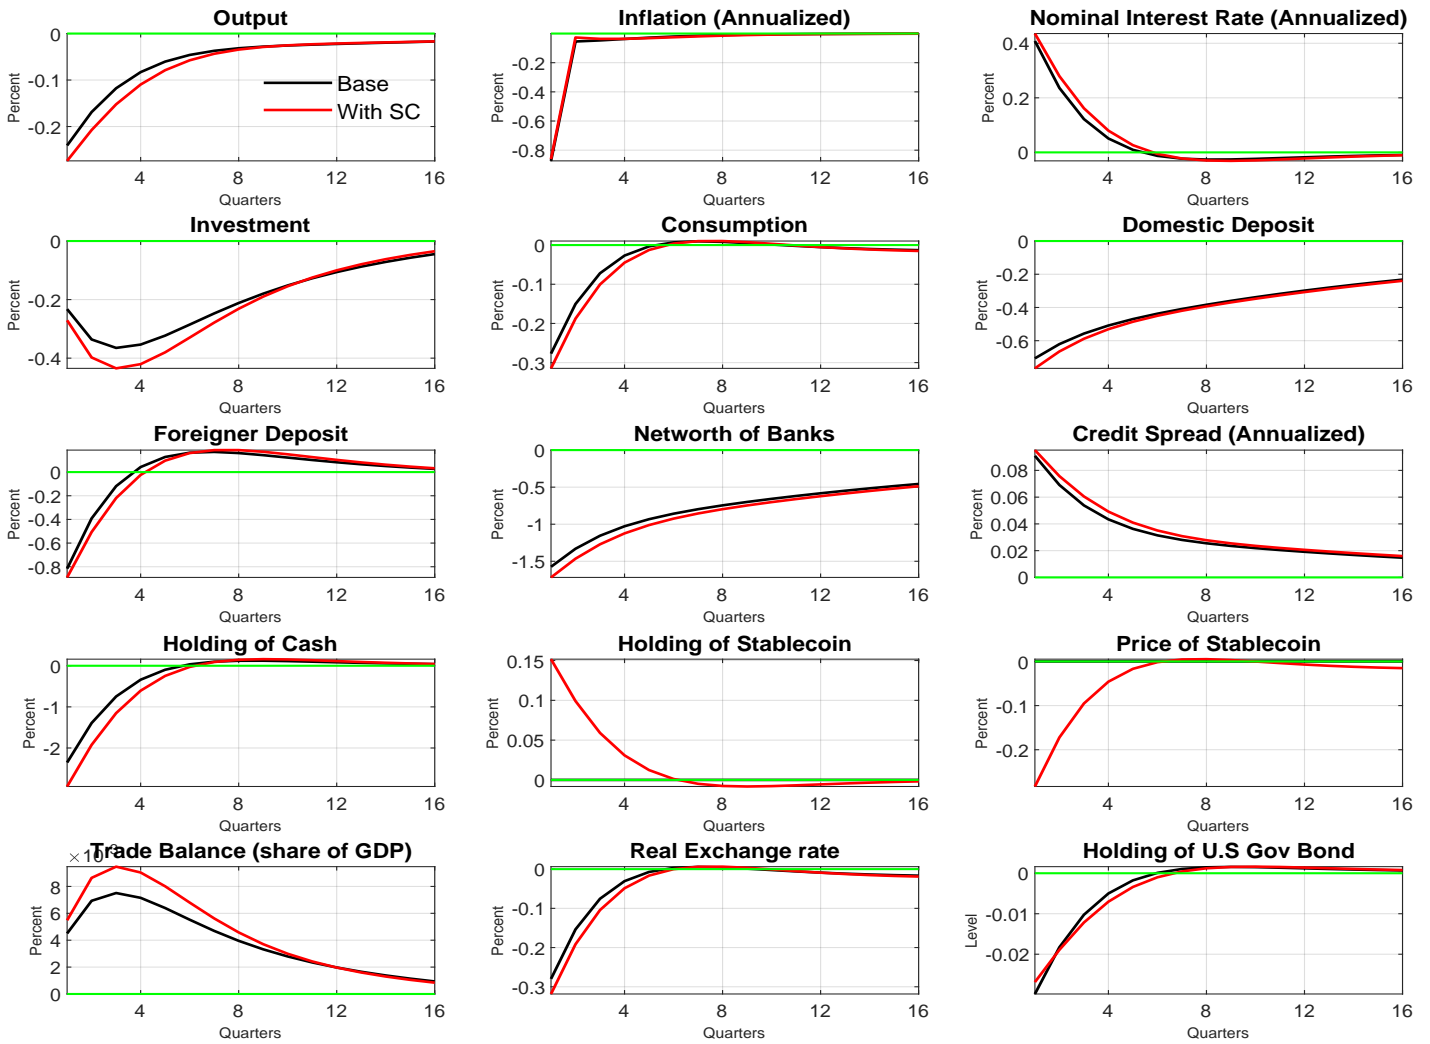 Output
Percent
0
-0.1
-0.2
4
8
12
16
Quarters
Base
With SC
Inflation (Annualized)
Percent
-0.2
-0.4
-0.6
-0.8
4
8
12
16
Quarters
Nominal Interest Rate (Annualized)
Percent
0.4
0.2
0
4
8
12
16
Quarters
Investment
Percent
0
-0.2
-0.4
4
8
12
16
Quarters
Consumption
Percent
0
-0.1
-0.2
-0.3
4
8
12
16
Quarters
Domestic Deposit
Percent
0
-0.2
-0.4
-0.6
4
8
12
16
Quarters
Foreigner Deposit
Percent
0
-0.2
-0.4
-0.6
-0.8
4
8
12
16
Quarters
Networth of Banks
Percent
0
-0.5
-1
-1.5
4
8
12
16
Quarters
Credit Spread (Annualized)
Percent
0.08
0.06
0.04
0.02
0
4
8
12
16
Quarters
Holding of Cash
Percent
0
-1
-2
4
8
12
16
Quarters
Holding of Stablecoin
Percent
0.15
0.1
0.05
0
4
8
12
16
Quarters
Price of Stablecoin
Percent
0
-0.1
-0.2
4
8
12
16
Quarters
Trade Balance (share of GDP)
×10
Percent
8
6
4
2
0
4
8
12
16
Quarters
Real Exchange rate
Percent
0
-0.1
-0.2
-0.3
4
8
12
16
Quarters
Holding of U.S Gov Bond
Level
0
-0.01
-0.02
4
8
12
16
Quarters